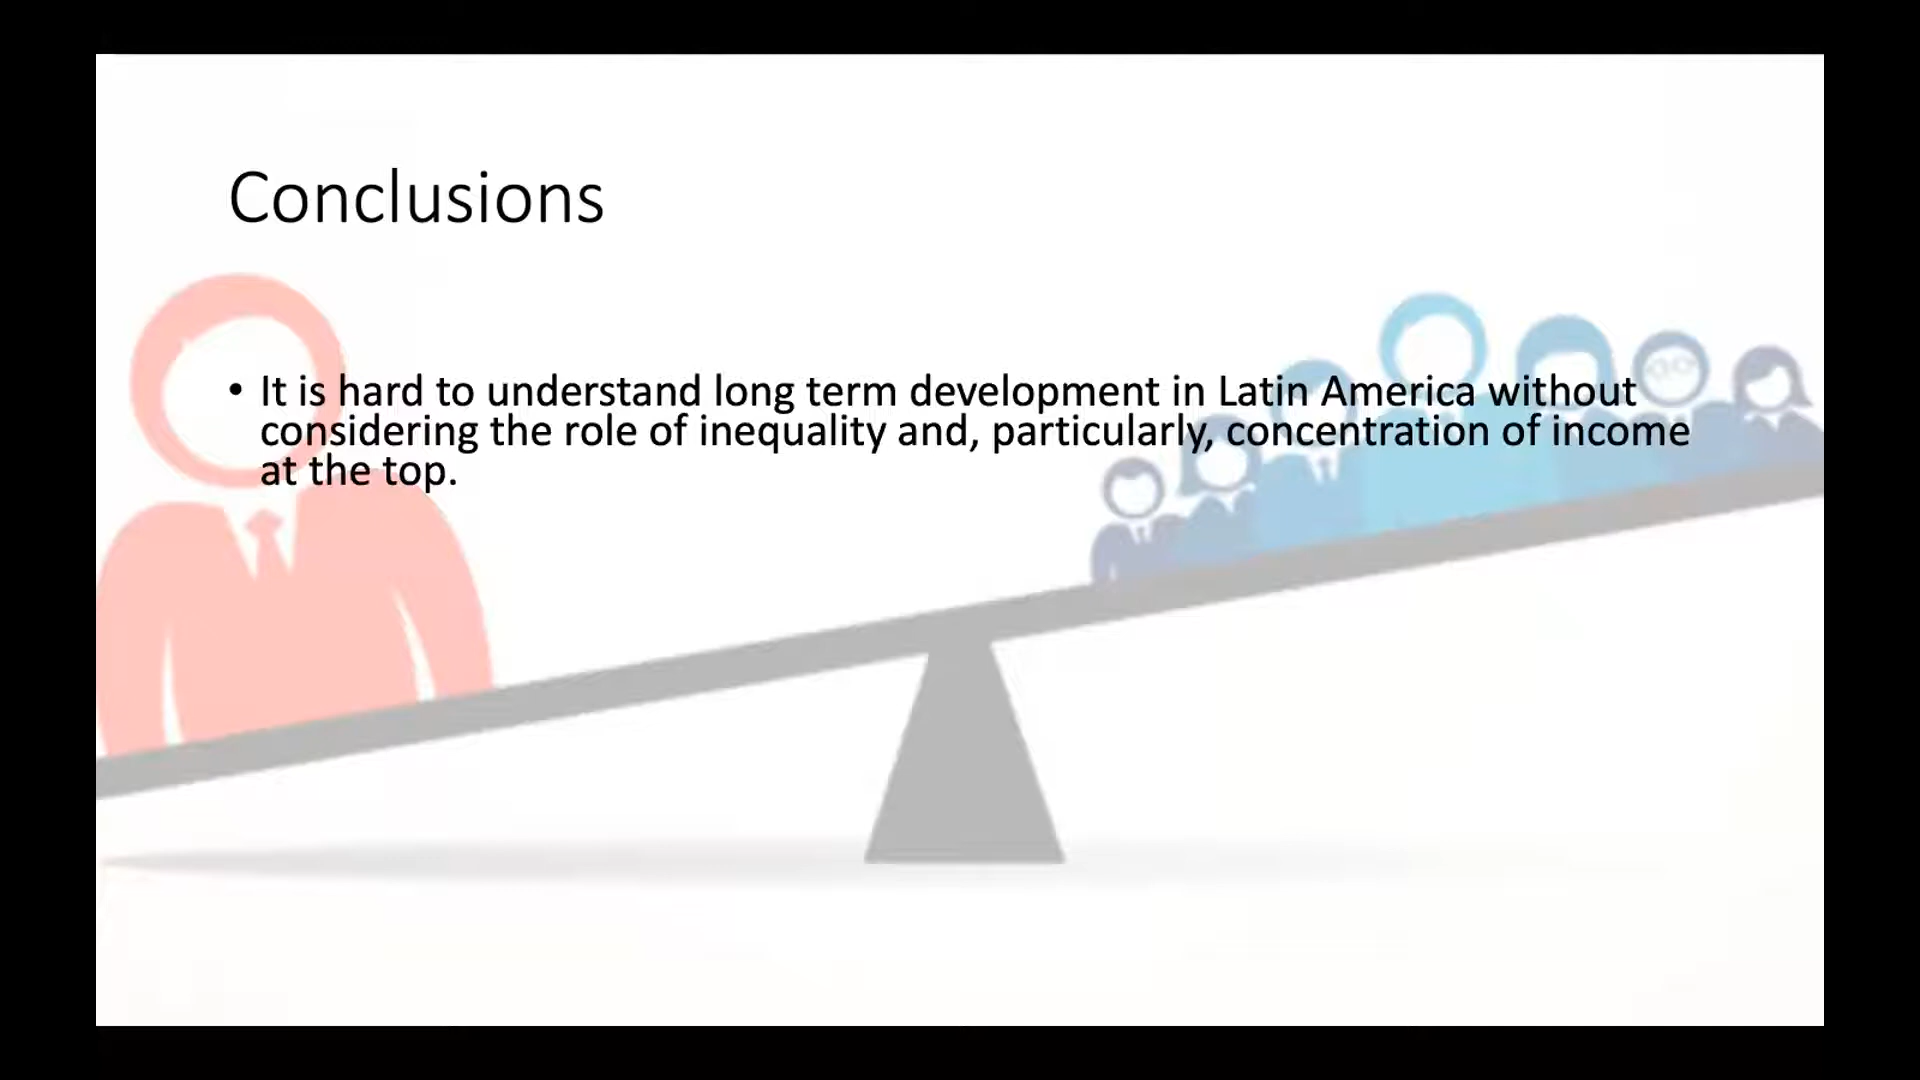 Conclusions
• It is hard to understand long term development in Latin America without
considering the role of inequality and, particularly, concentration of income
at the top.